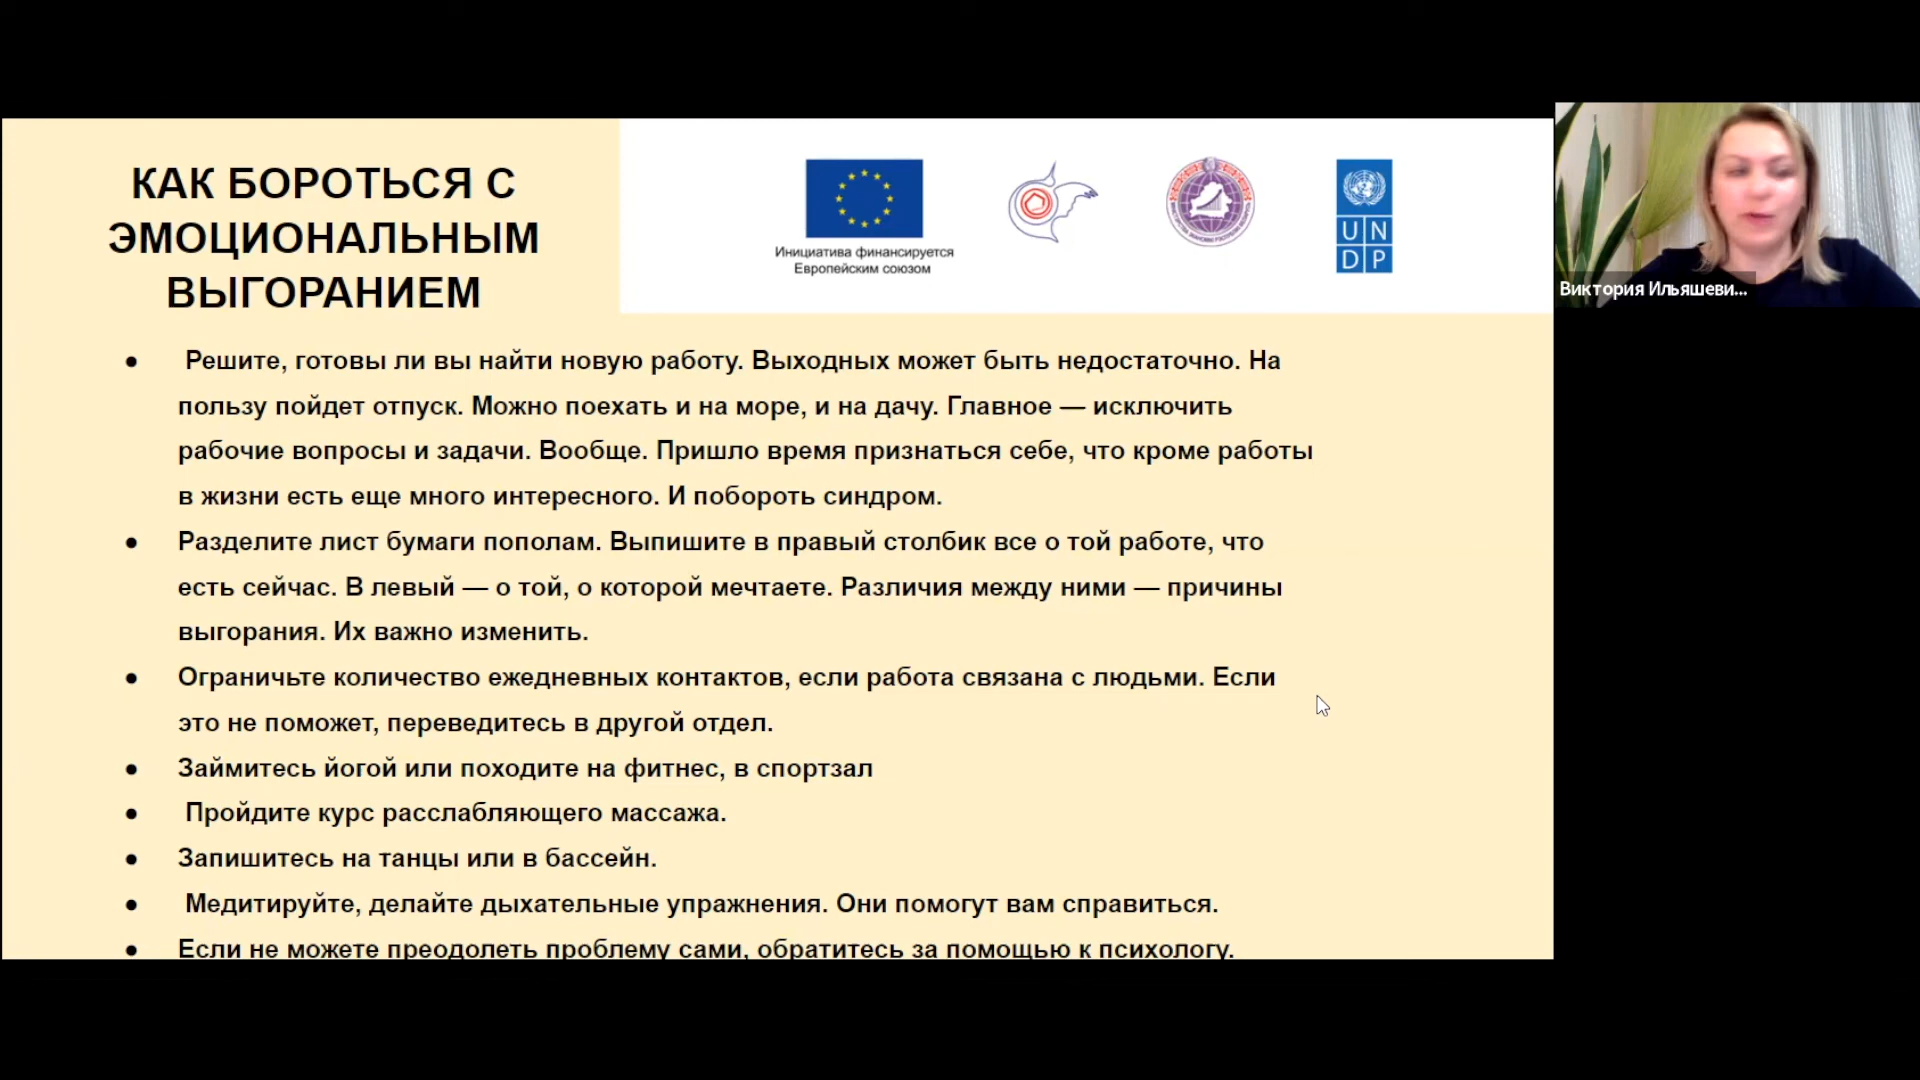 КАК БОРОТЬСЯ С
ЭМОЦИОНАЛЬНЫМ
ВЫГОРАНИЕМ
Инициатива финансируется
Европейским союзом
U N
D P
Виктория Ильяшеви...
● Решите, готовы ли вы найти новую работу. Выходных может быть недостаточно. На
пользу пойдет отпуск. Можно поехать и на море, и на дачу. Главное — исключить
рабочие вопросы и задачи. Вообще. Пришло время признаться себе, что кроме работы
в жизни есть еще много интересного. И побороть синдром.
● Разделите лист бумаги пополам. Выпишите в правый столбик все о той работе, что
есть сейчас. В левый — о той, о которой мечтаете. Различия между ними — причины
выгорания. Их важно изменить.
● Ограничьте количество ежедневных контактов, если работа связана с людьми. Если
это не поможет, переведитесь в другой отдел.
● Займитесь йогой или походите на фитнес, в спортзал
● Пройдите курс расслабляющего массажа.
● Запишитесь на танцы или в бассейн.
● Медитируйте, делайте дыхательные упражнения. Они помогут вам справиться.
● Если не можете преодолеть проблему сами, обратитесь за помощью к психологу.